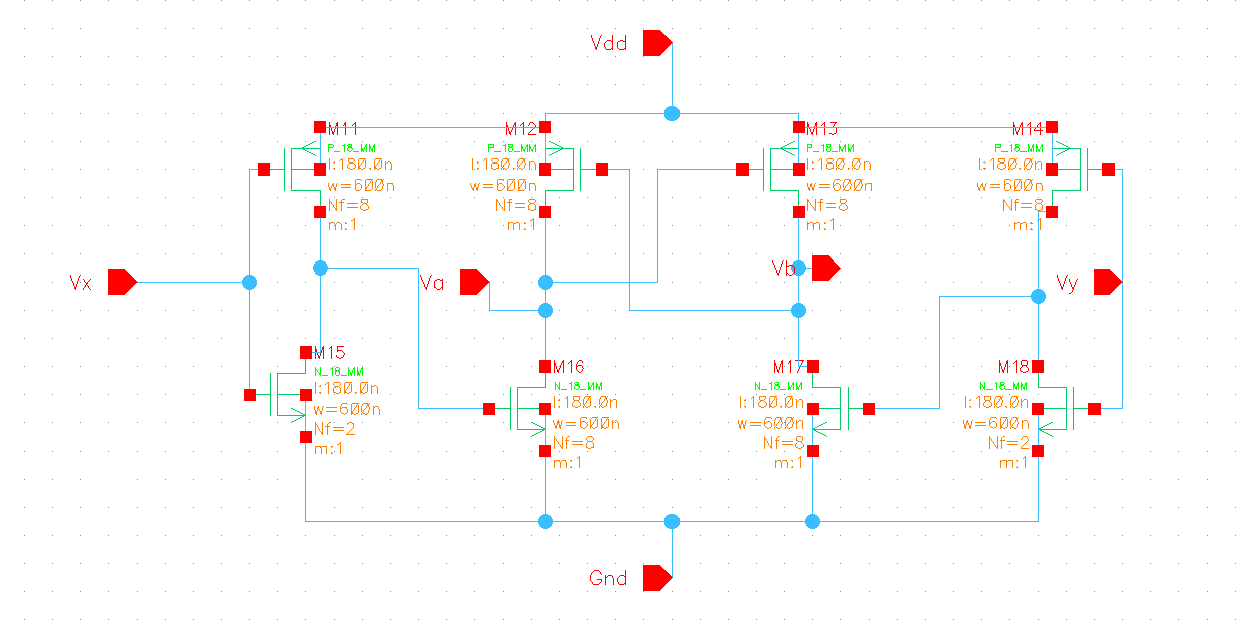 Vdd
M11
P_18_MM
l:180.0n
w=600n
Nf=8
m:1
M12
P_18_MM
l:180.0n
w=600n
Nf=8
m:1
M13
P_18_MM
l:180.0n
w=600n
Nf=8
m:1
M14
P_18_MM
l:180.0n
w=600n
Nf=8
m:1
Vx
Va
Vb
Vy
M15
N_18_MM
l:180.0n
w=600n
Nf=2
m:1
M16
N_18_MM
l:180.0n
w=600n
Nf=8
m:1
M17
N_18_MM
l:180.0n
w=600n
Nf=8
m:1
M18
N_18_MM
l:180.0n
w=600n
Nf=2
m:1
Gnd